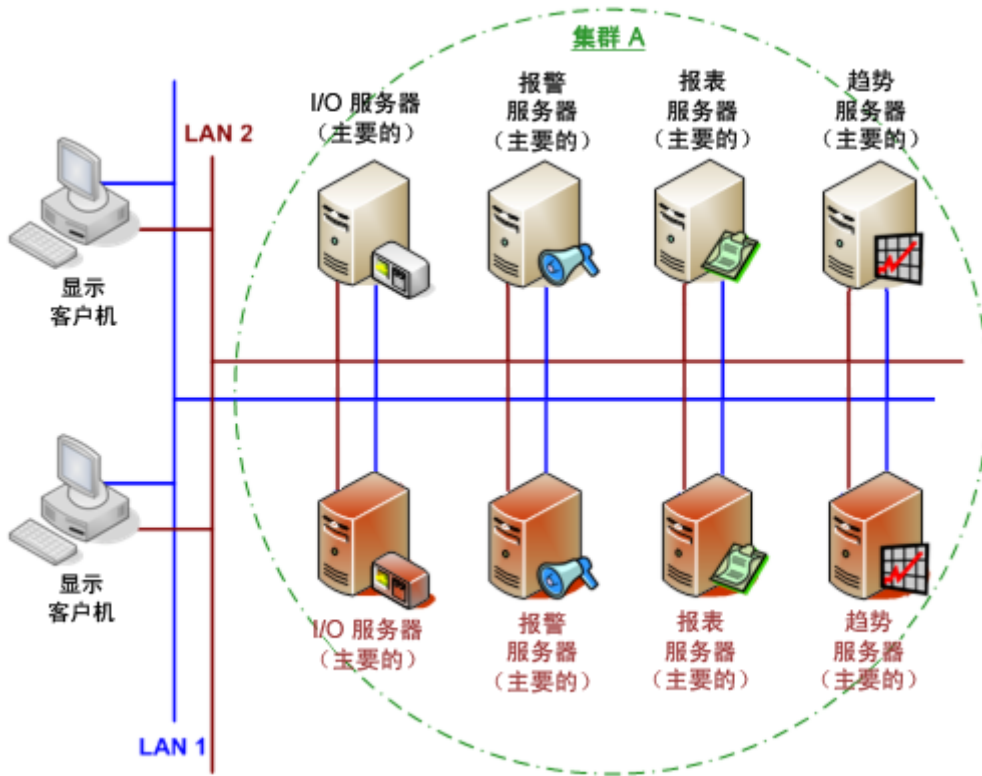 集群 A
I/O 服务器
（主要的）
报警
服务器
（主要的）
报表
服务器
（主要的）
趋势
服务器
（主要的）
LAN 2
显示
客户机
显示
客户机
I/O 服务器
（主要的）
报警
服务器
（主要的）
报表
服务器
（主要的）
趋势
服务器
（主要的）
LAN 1